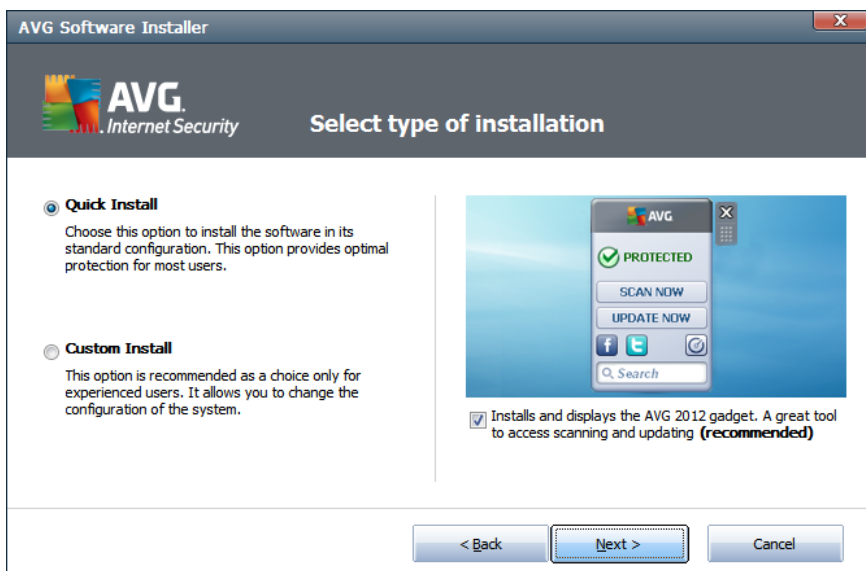 AVG Software Installer
X
AVG.
Internet Security
Select type of installation
Quick Install
Choose this option to install the software in its
standard configuration. This option provides optimal
protection for most users.
Custom Install
This option is recommended as a choice only for
experienced users. It allows you to change the
configuration of the system.
AVG
X
PROTECTED
SCAN NOW
UPDATE NOW
f t
Search
Installs and displays the AVG 2012 gadget. A great tool
to access scanning and updating (recommended)
< Back
Next >
Cancel